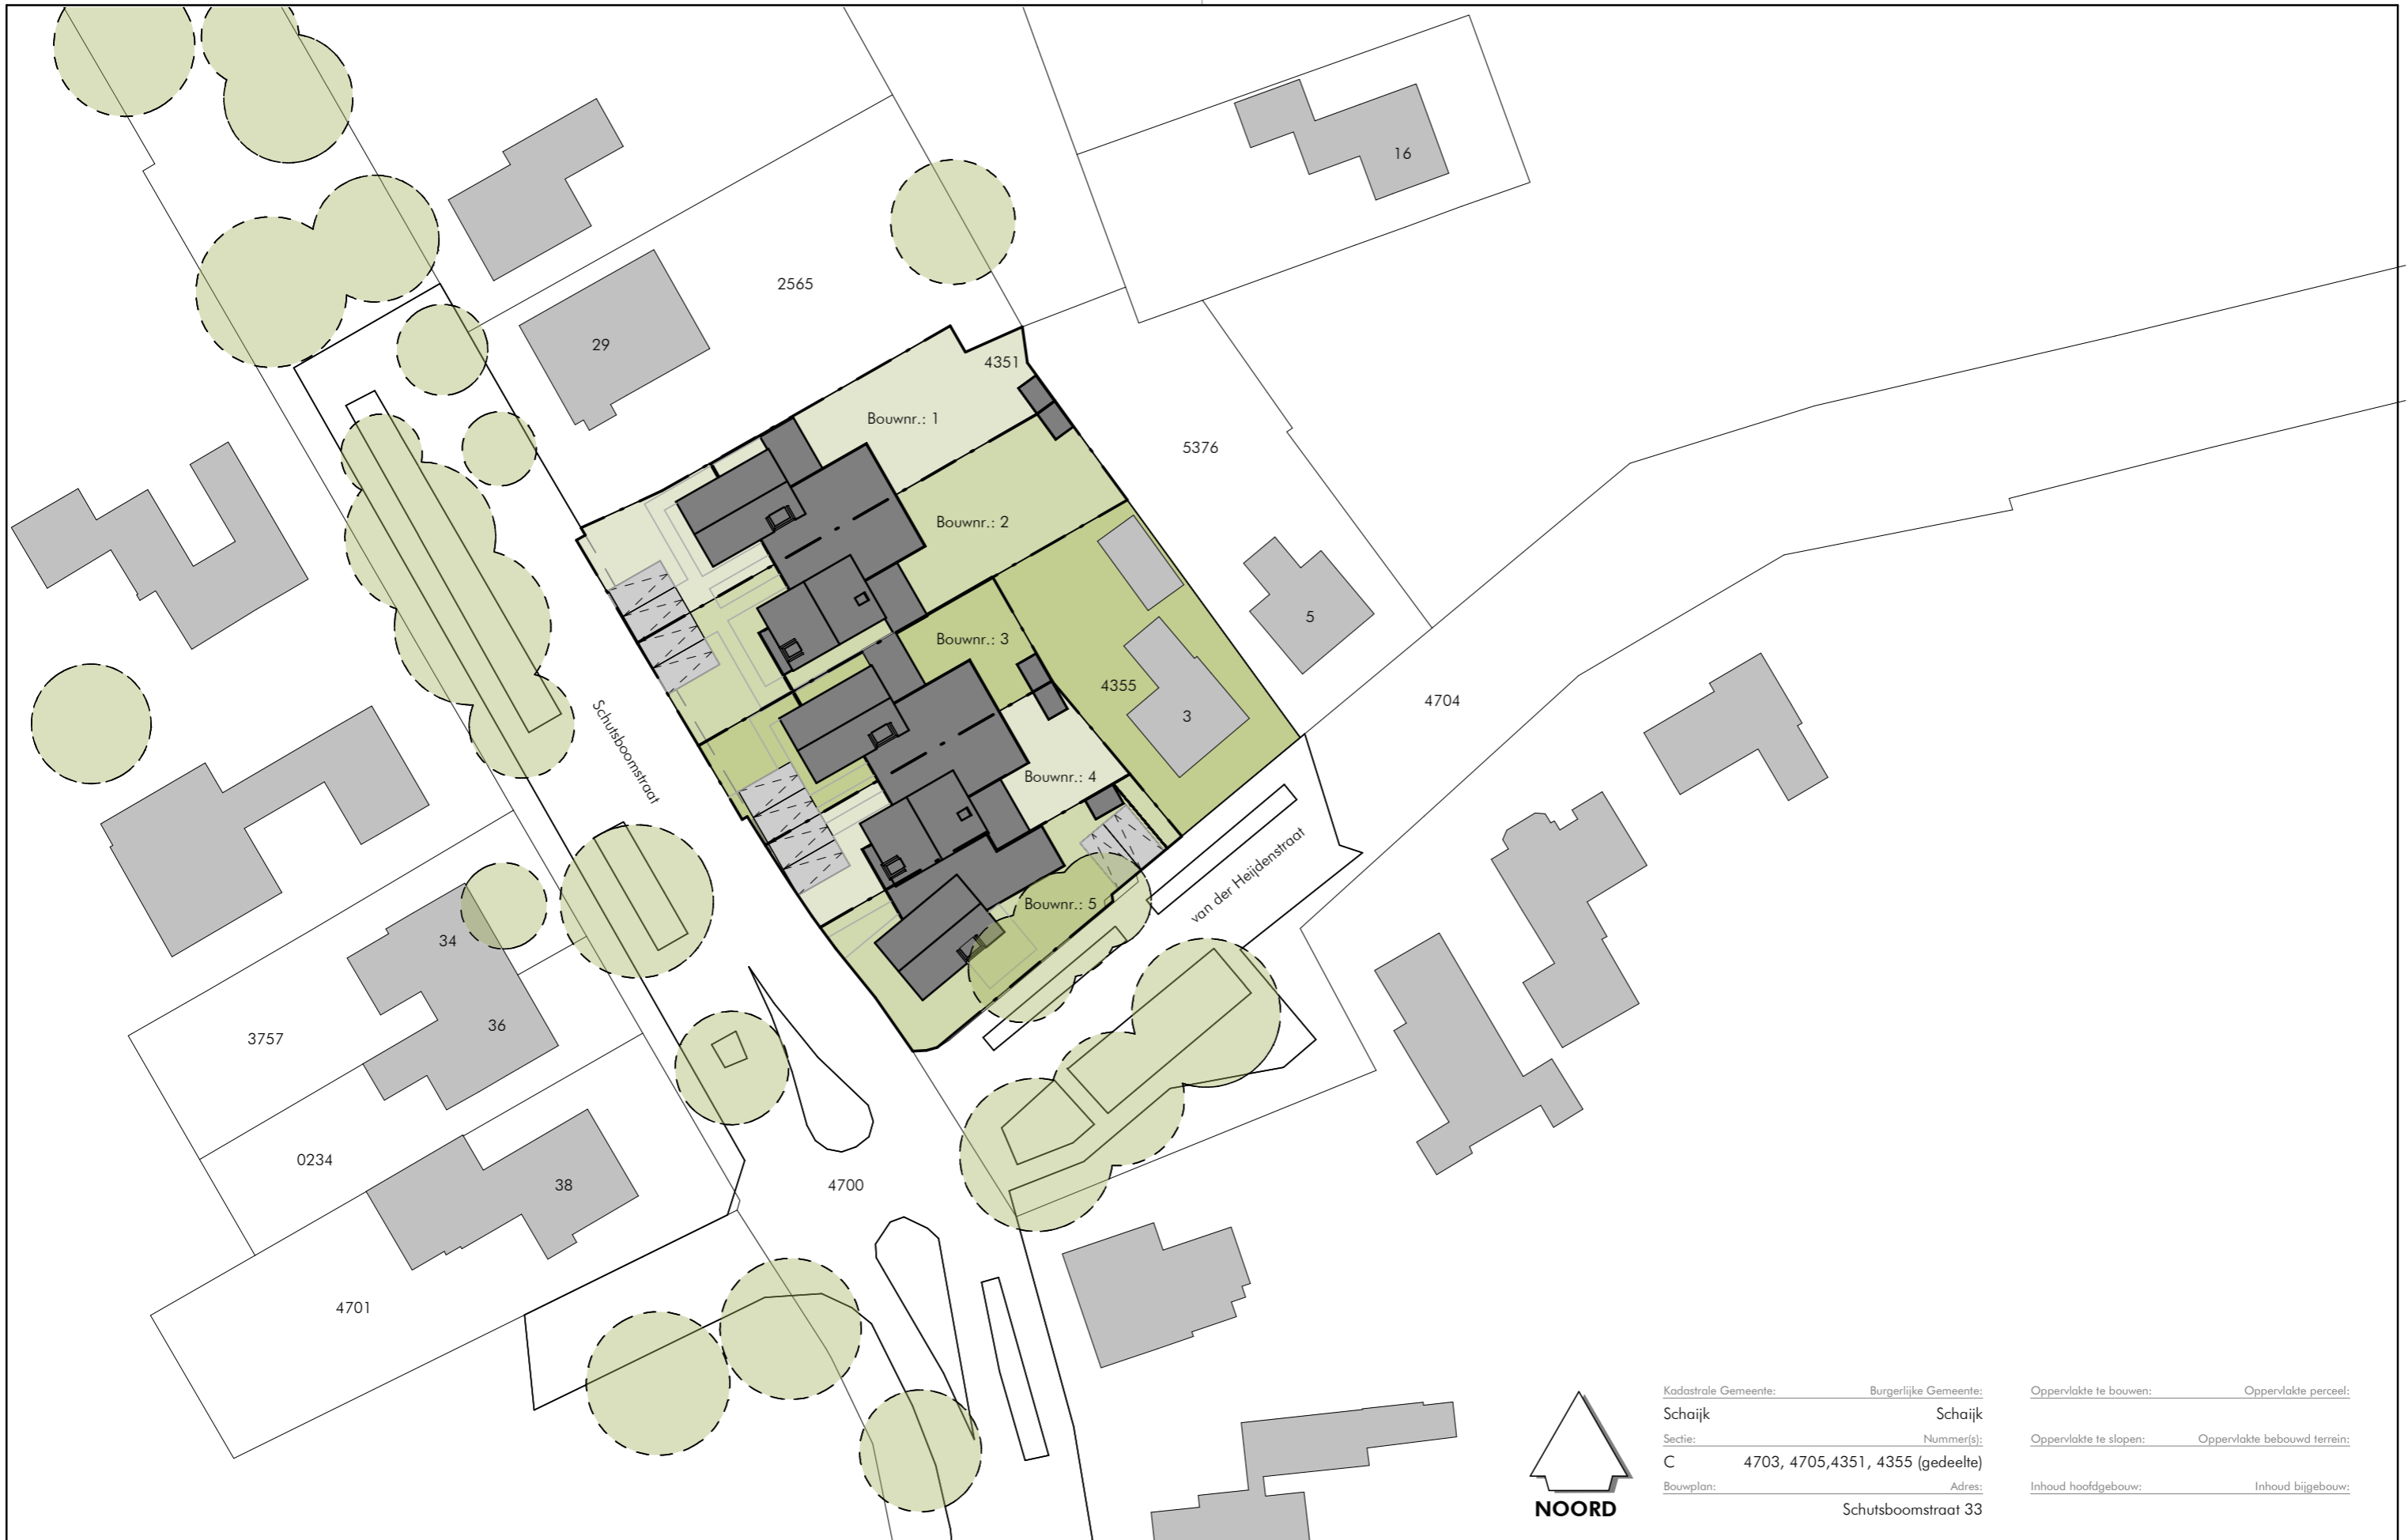 16
2565
29
4351
Bouwnr.: 1
5376
Bouwnr.: 2
5
Bouwnr.: 3
4355
3
4704
Schutsboomstraat
Bouwnr.: 4
van der Heijdenstraat
Bouwnr.: 5
34
36
3757
0234
38
4700
4701
NOORD
Kadastrale Gemeente: Burgerlijke Gemeente:
Schaijk Schaijk
Sectie: Nummer(s):
C 4703, 4705,4351, 4355 (gedeelte)
Bouwplan: Adres:
Schutsboomstraat 33
Oppervlakte te bouwen: Oppervlakte perceel:
Oppervlakte te slopen: Oppervlakte bebouwd terrein:
Inhoud hoofdgebouw: Inhoud bijgebouw: